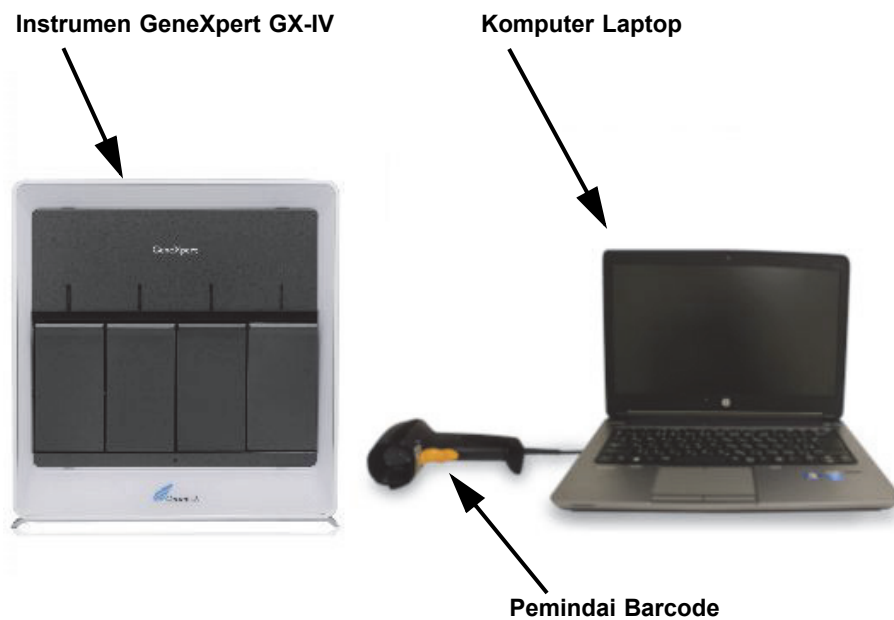 Instrumen GeneXpert GX-IV
Komputer Laptop
GeneXpert
Pemindai Barcode